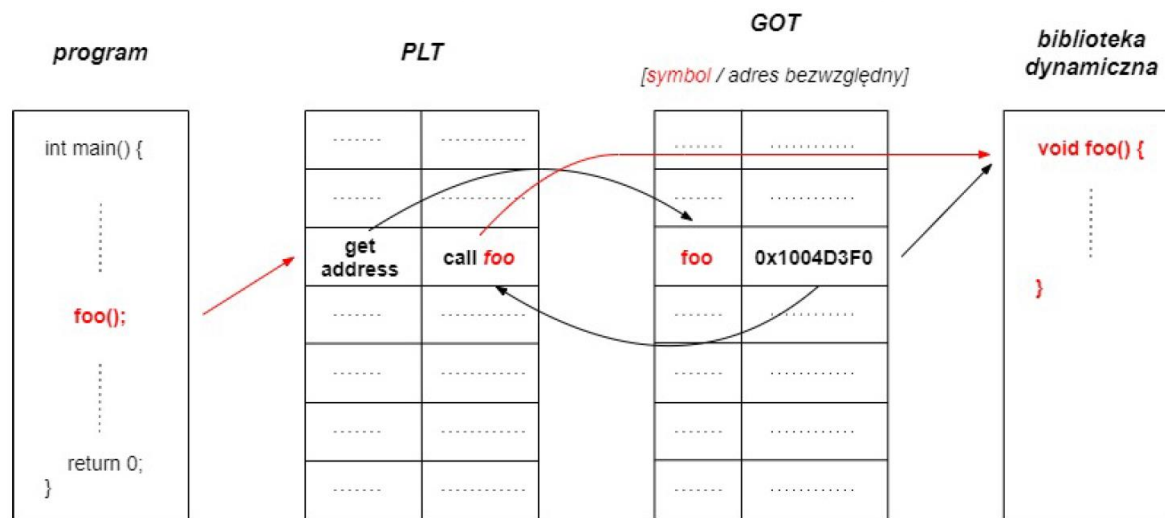 program
PLT
GOT
[symbol / adres bezwzględny]
biblioteka
dynamiczna
int main() {
foo();
return 0;
}
get
address
call foo
foo
0x1004D3F0
void foo() {
}